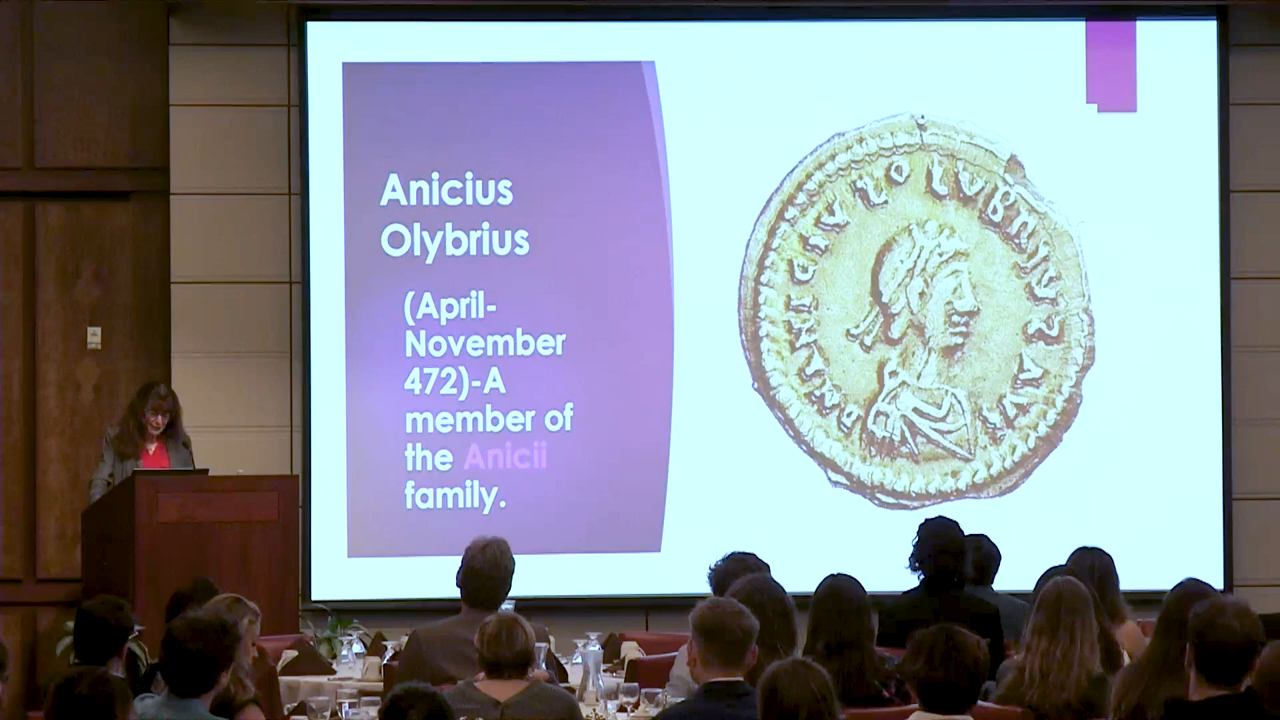 Anicius
Olybrius
(April-
November
472)-A
member of
the Anicii
family.